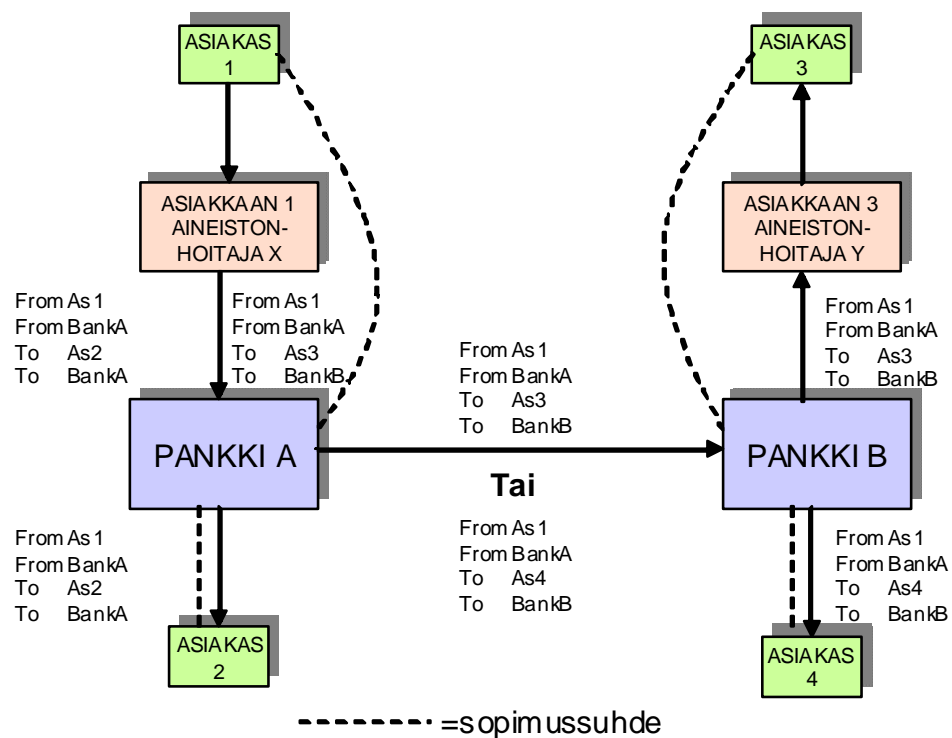 ASIAKAS
1
ASIAKAS
3
ASIAKKAAN 1
AINEISTON-
HOITAJA X
ASIAKKAAN 3
AINEISTON-
HOITAJA Y
From As1
From BankA
To As2
To BankA
From As1
From BankA
To As3
To BankB
From As1
From BankA
To As3
To BankB
From As1
From BankA
To As3
To BankB
PANKKI A
PANKKI B
Tai
From As1
From BankA
To As2
To BankA
From As1
From BankA
To As4
To BankB
From As1
From BankA
To As4
To BankB
ASIAKAS
2
ASIAKAS
4
=sopimussuhde